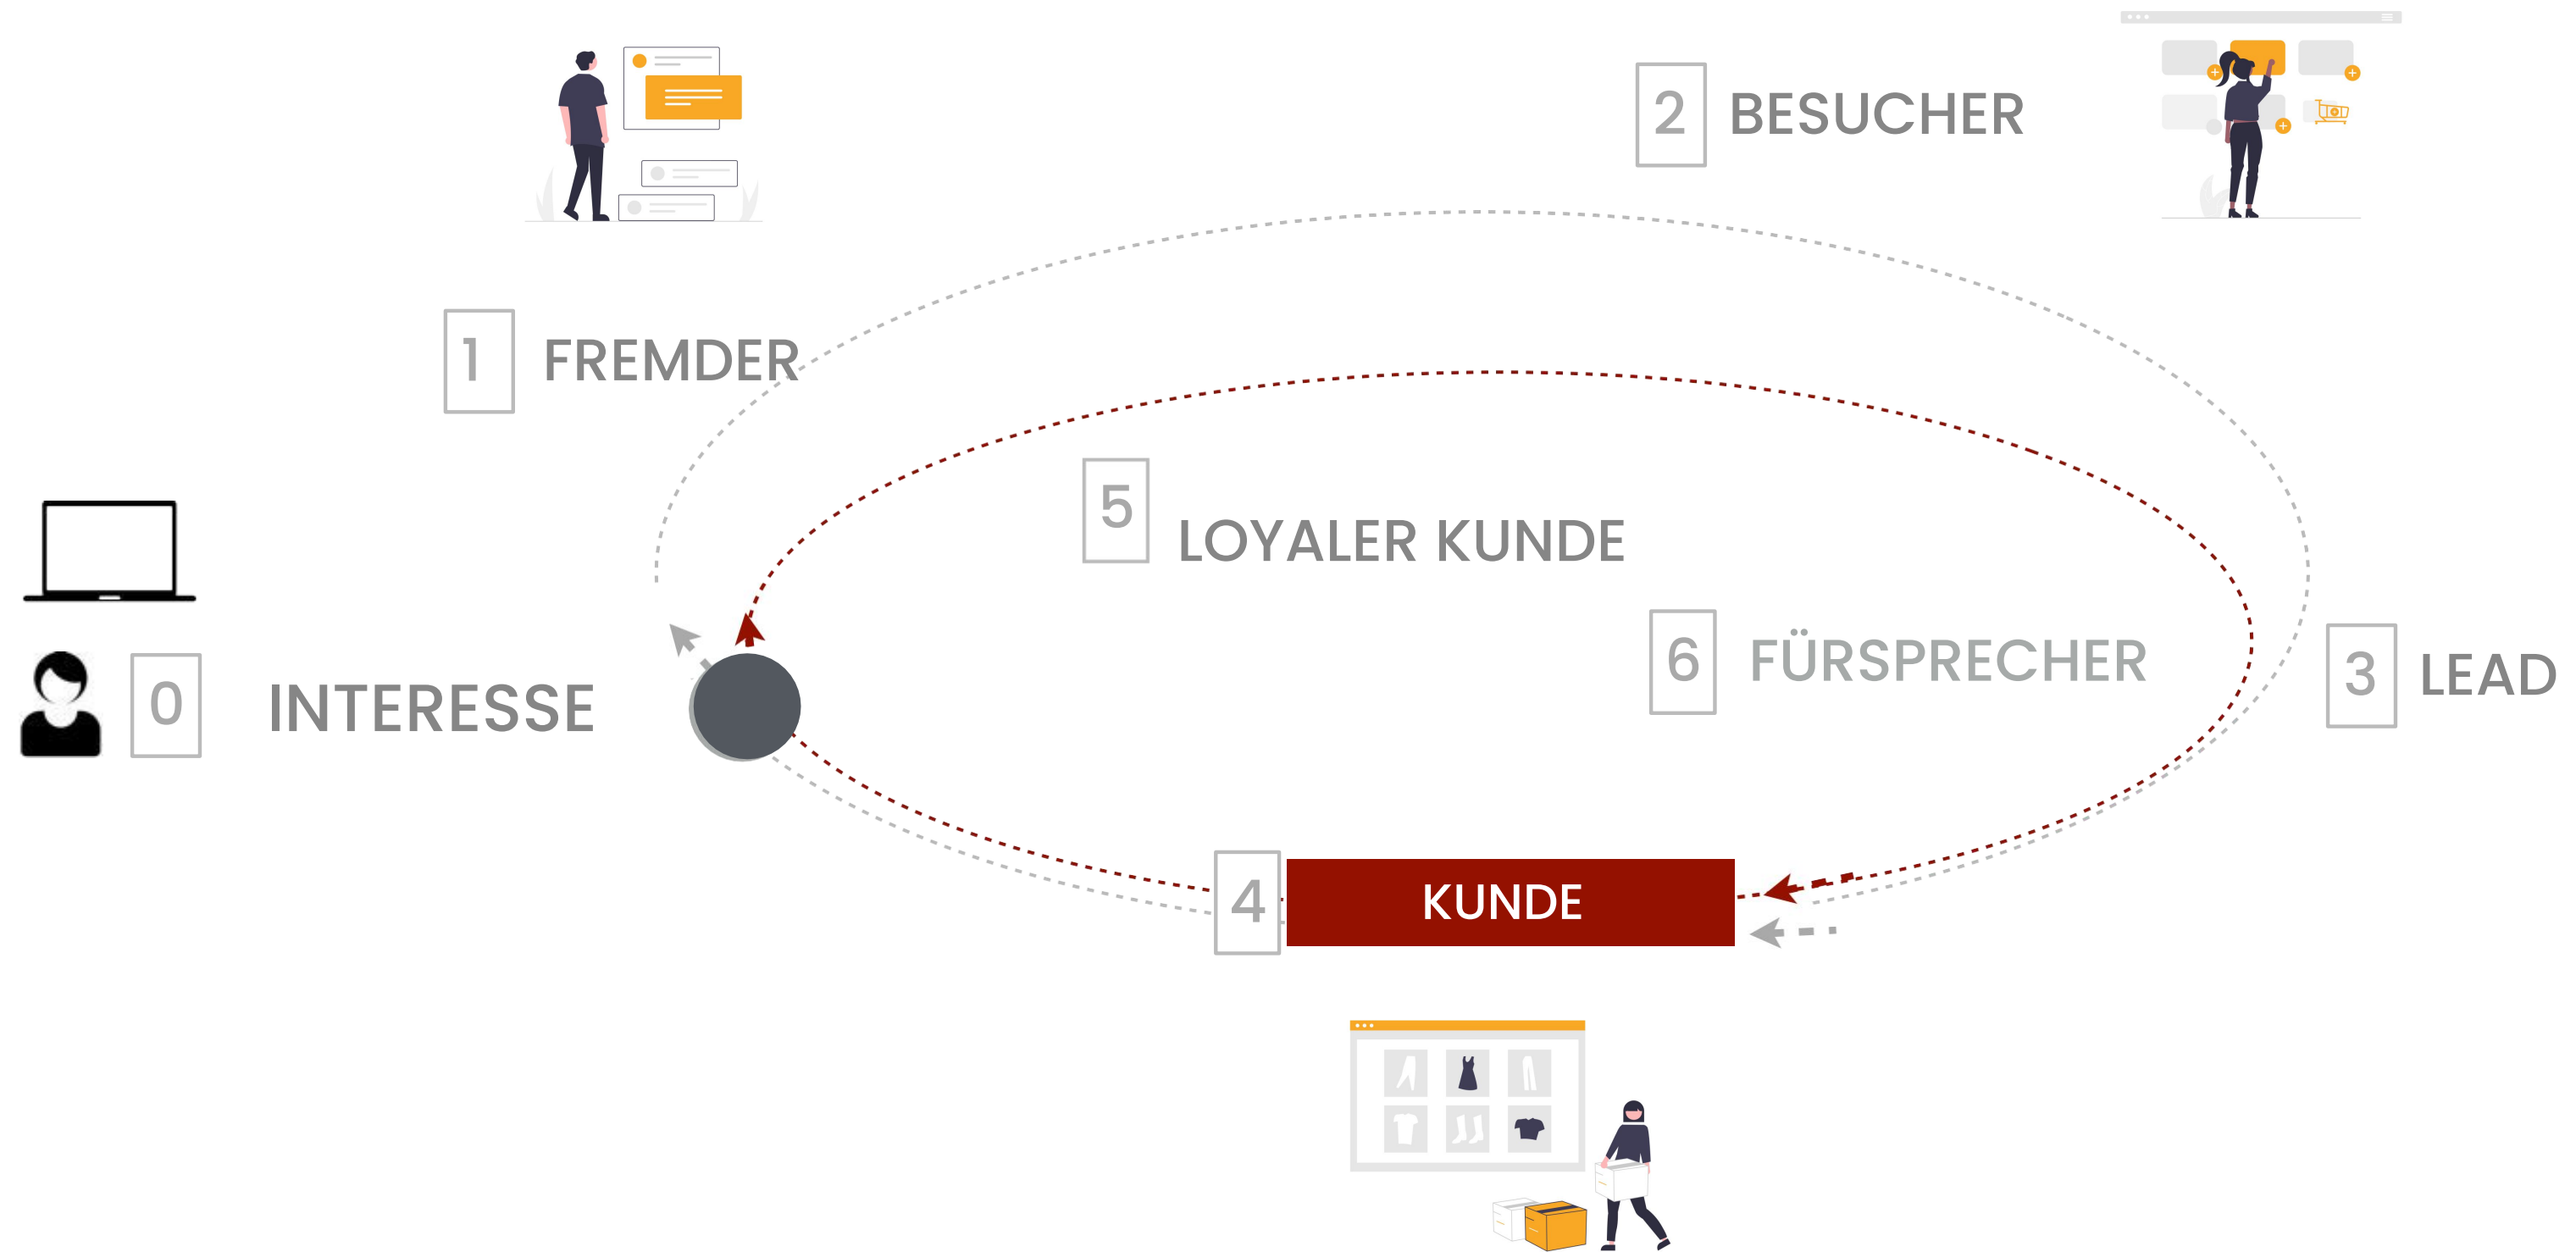 0
INTERESSE
1
FREMDER
2
BESUCHER
3
LEAD
4
KUNDE
5
LOYALER KUNDE
6
FÜRSPRECHER